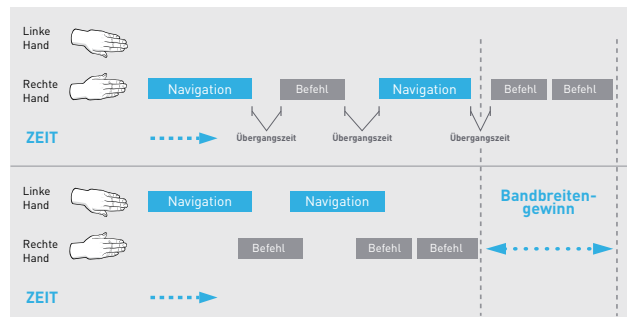 Linke
Hand
Rechte
Hand
Navigation
Befehl
Navigation
Befehl
Befehl
Übergangszeit
Übergangszeit
Übergangszeit
ZEIT
Linke
Hand
Navigation
Navigation
Bandbreiten-
gewinn
Rechte
Hand
Befehl
Befehl
Befehl
ZEIT